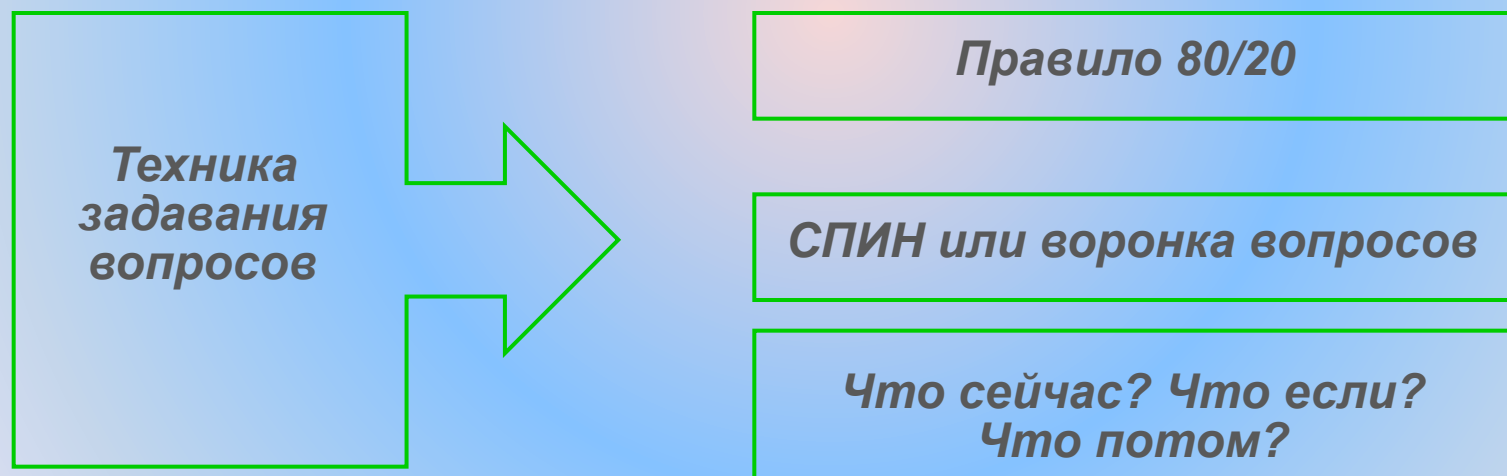 Техника
задавания
вопросов
Правило 80/20
СПИН или воронка вопросов
Что сейчас? Что если?
Что потом?